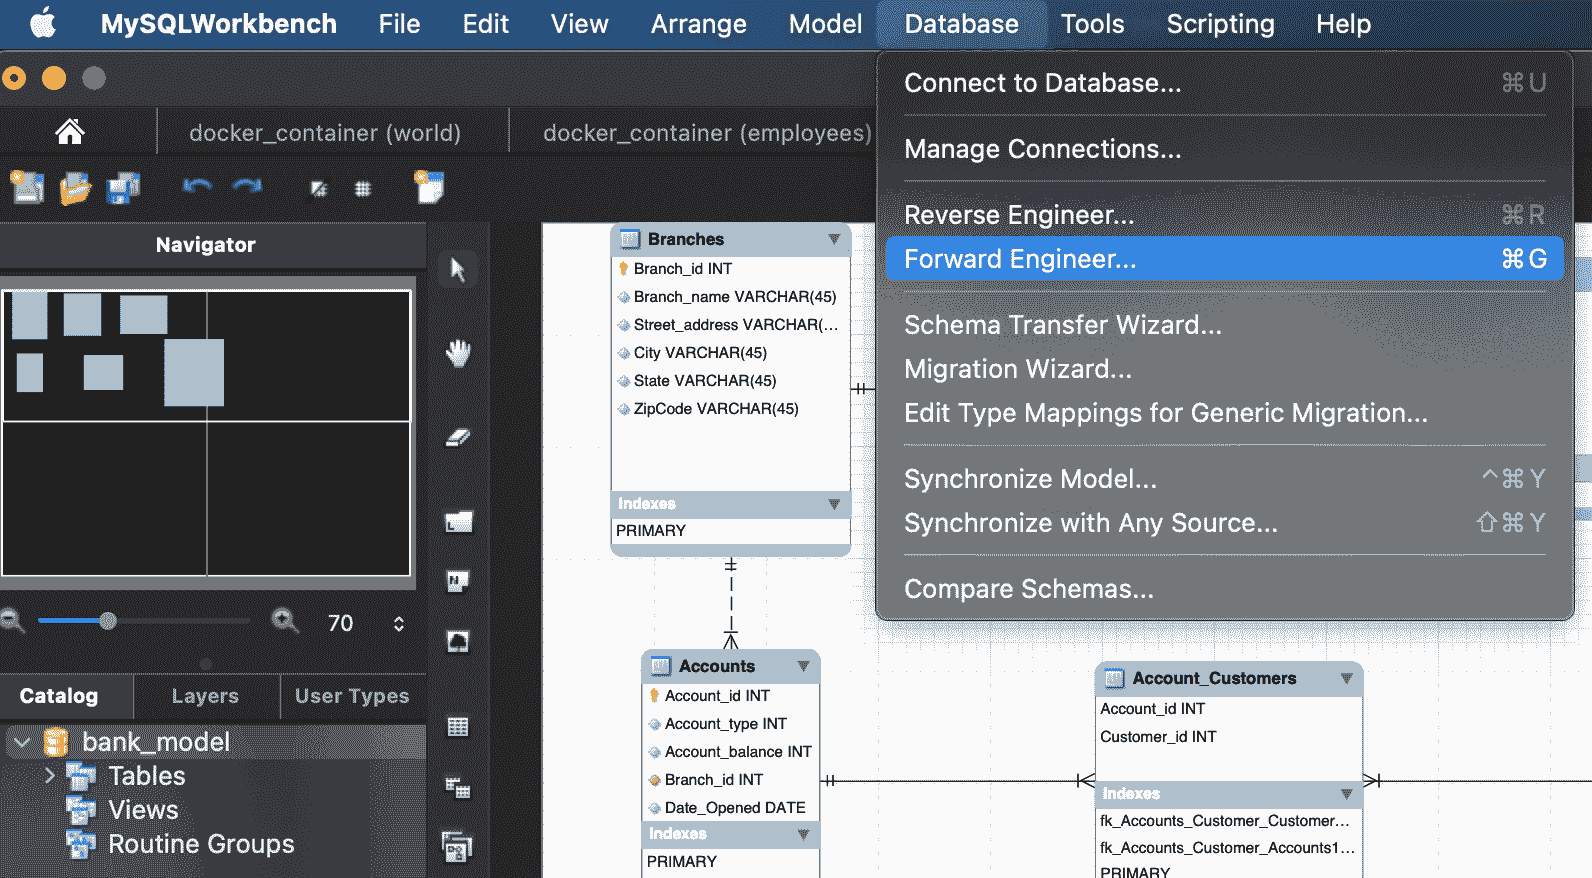 MySQLWorkbench File Edit View Arrange Model Database Tools Scripting Help
docker_container (world) docker_container (employees)
Connect to Database... ⌘U
Manage Connections...
Reverse Engineer... ⌘R
Forward Engineer... ⌘G
Schema Transfer Wizard...
Migration Wizard...
Edit Type Mappings for Generic Migration...
Synchronize Model... ^⌘Y
Synchronize with Any Source... ⇧⌘Y
Compare Schemas...
Navigator
70
Catalog Layers User Types
bank_model
Tables
Views
Routine Groups
Branches
Branch_id INT
Branch_name VARCHAR(45)
Street_address VARCHAR(...
City VARCHAR(45)
State VARCHAR(45)
ZipCode VARCHAR(45)
Indexes
PRIMARY
Accounts
Account_id INT
Account_type INT
Account_balance INT
Branch_id INT
Date_Opened DATE
Indexes
PRIMARY
Account_Customers
Account_id INT
Customer_id INT
Indexes
fk_Accounts_Customer_Customer...
fk_Accounts_Customer_Accounts1...
PRIMARY